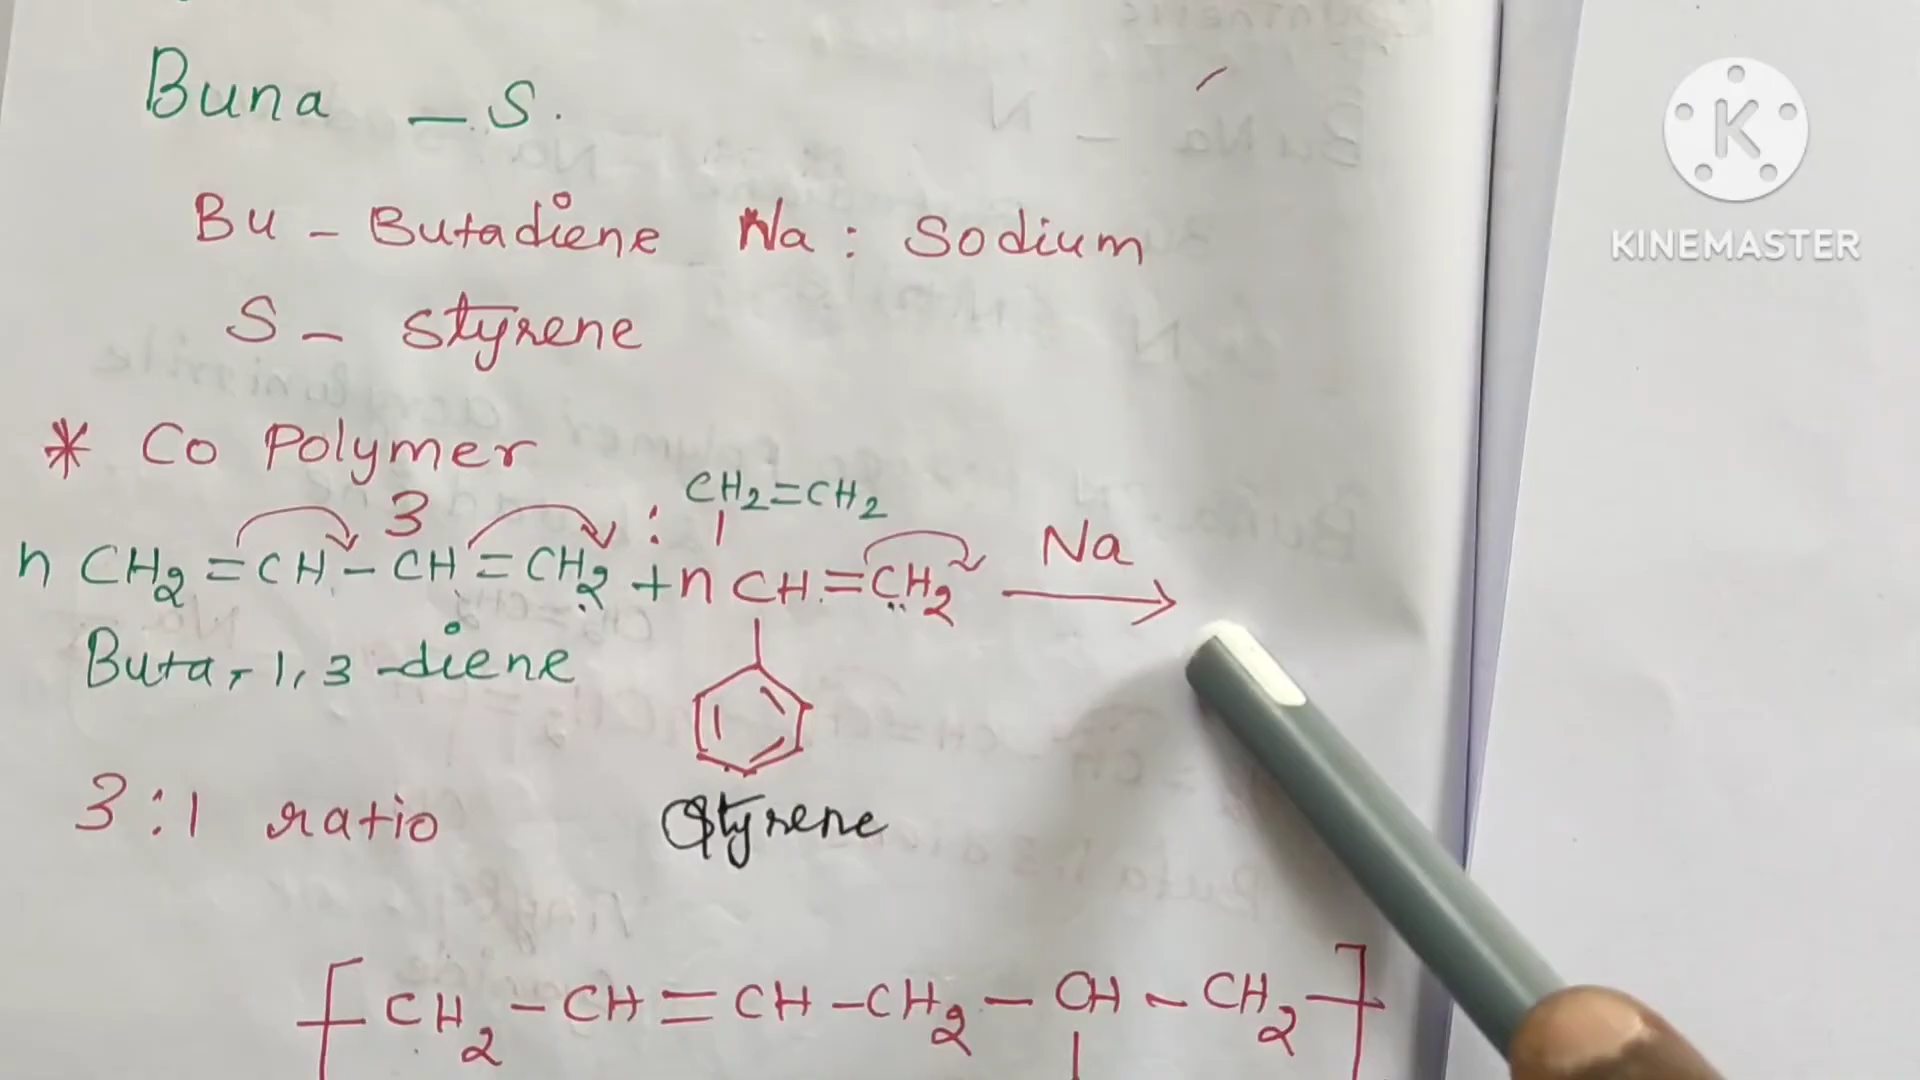 Buna - S.
Bu - Butadiene Na : Sodium
S - Styrene
* Co Polymer
3 : 1
CH2=CH2
n CH2=CH-CH=CH2 + n CH=CH2 Na
Buta-1,3-diene
3:1 ratio
Styrene
[CH2-CH=CH-CH2-CH-CH2]
K
KINEMASTER